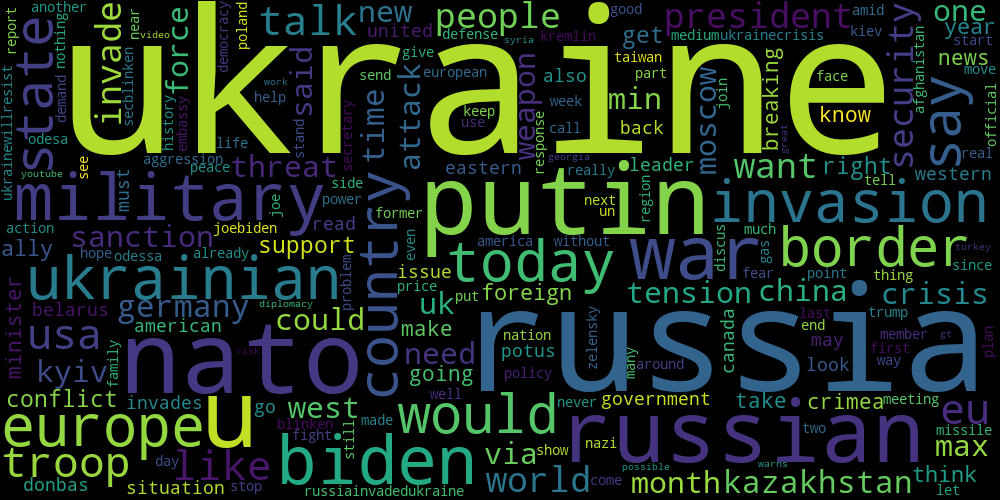 ukraine
russia
putin
nato
russian
war
biden
military
invasion
ukrainian
europe
u
today
border
country
would
state
say
like
troop
talk
people
president
new
force
invade
said
time
attack
weapon
min
get
security
one
year
news
moscow
breaking
want
right
know
threat
sanction
support
ally
germany
usa
kyiv
could
american
belarus
minister
conflict
invades
situation
donbas
west
go
via
world
month
kazakhstan
crimea
take
government
max
eu
think
crisis
china
tension
foreign
uk
make
need
going
potus
issue
leader
eastern
western
back
also
united
defense
kremlin
good
amid
medium
ukrainecrisis
kiev
start
move
near
another
report
video
poland
democracy
nothing
demand
secblinken
history
embassy
ukrainewillresist
odesa
youtube
see
aggression
peace
life
help
work
send
give
european
syria
taiwan
part
week
call
keep
use
response
stand
secretary
must
joe
joebiden
side
power
read
action
hope
odessa
already
former
even
america
without
georgia
really
next
un
region
join
face
great
tell
afghanistan
official
real
since
turkey
thing
point
much
gas
discus
fear
problem
price
put
diplomacy
family
risk
nation
policy
zelensky
many
around
canada
last
end
may
trump
member
gt
first
way
plan
look
meeting
missile
let
two
nazi
show
never
come
possible
warns
well
made
still
fight
blinken
day
stop
russiainvadedukraine